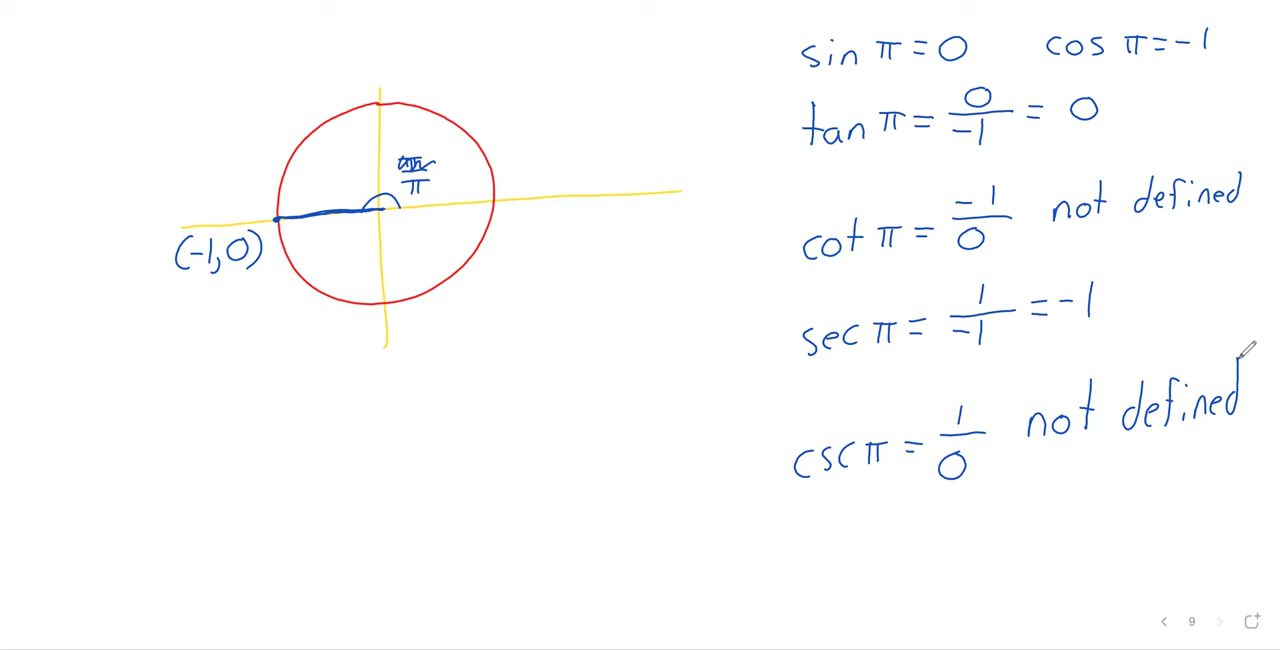 sin π = 0 cos π = -1
tan π = 0/-1 = 0
π
cot π = -1/0 not defined
(-1,0)
sec π = 1/-1 = -1
csc π = 1/0 not defined
9